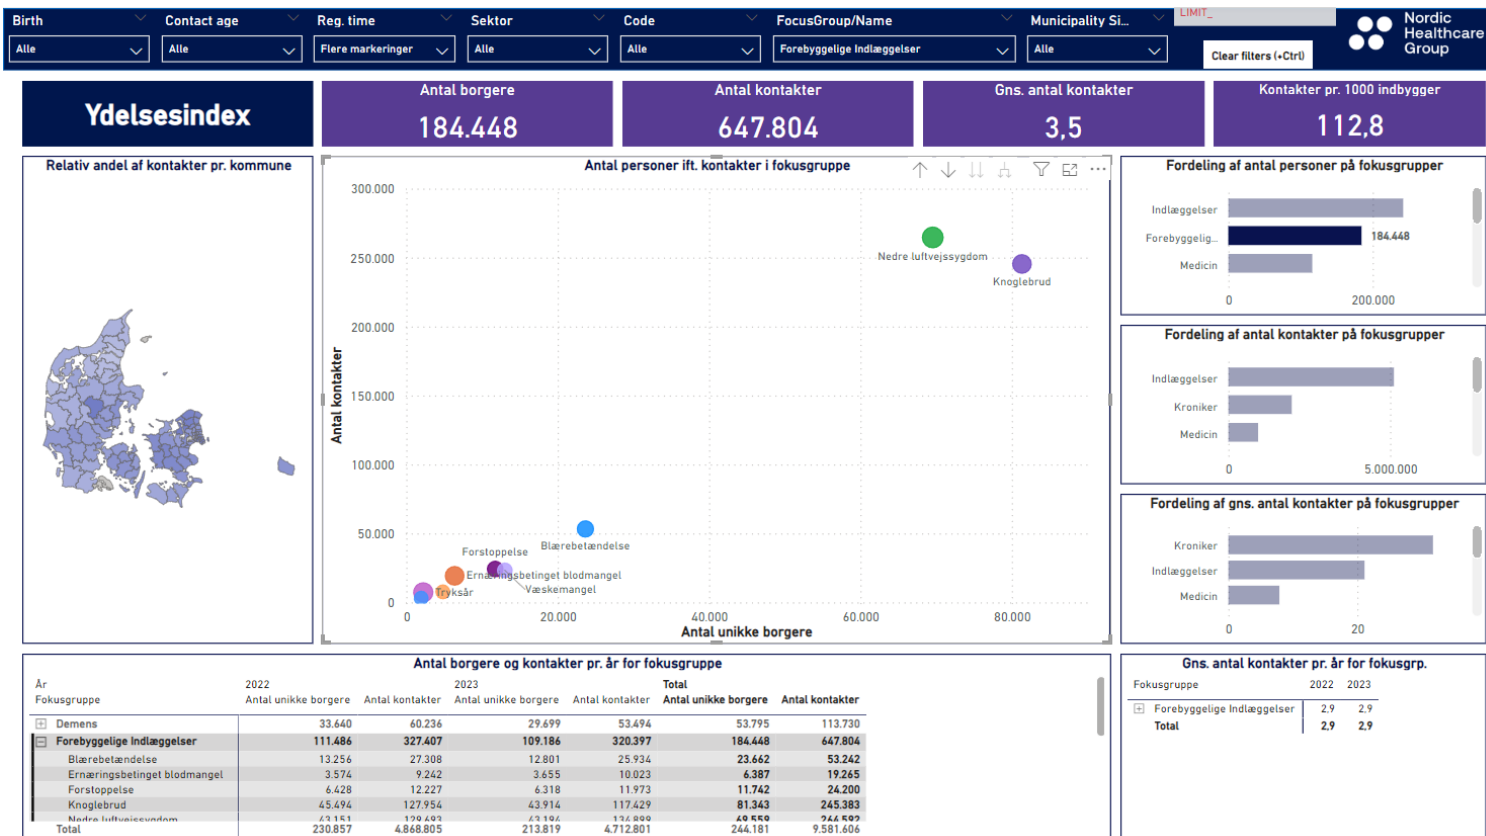 Birth Contact age Reg. time Sektor Code FocusGroup/Name Municipality Si... LIMIT_
Alle Alle Flere markeringer Alle Alle Forebyggelige Indlæggelser Alle Clear filters (+Ctrl)
Nordic
Healthcare
Group
Ydelsesindex
Antal borgere
184.448
Antal kontakter
647.804
Gns. antal kontakter
3,5
Kontakter pr. 1000 indbygger
112,8
Relativ andel af kontakter pr. kommune
Antal personer ift. kontakter i fokusgruppe
300.000
250.000
200.000
150.000
100.000
50.000
0
Antal kontakter
Nedre luftvejssygdom
Knoglebrud
Blærebetændelse
Forstoppelse
Ernæringsbetinget blodmangel
Væskemangel
Tryksår
0 20.000 40.000 60.000 80.000
Antal unikke borgere
Fordeling af antal personer på fokusgrupper
Indlæggelser
Forebyggelig... 184.448
Medicin
0 200.000
Fordeling af antal kontakter på fokusgrupper
Indlæggelser
Kroniker
Medicin
0 5.000.000
Fordeling af gns. antal kontakter på fokusgrupper
Kroniker
Indlæggelser
Medicin
0 20
Antal borgere og kontakter pr. år for fokusgruppe
År 2022 2023 Total
Fokusgruppe Antal unikke borgere Antal kontakter Antal unikke borgere Antal kontakter Antal unikke borgere Antal kontakter
Demens 33.640 60.236 29.699 53.494 53.795 113.730
Forebyggelige Indlæggelser 111.486 327.407 109.186 320.397 184.448 647.804
Blærebetændelse 13.256 27.308 12.801 25.934 23.662 53.242
Ernæringsbetinget blodmangel 3.574 9.242 3.655 10.023 6.387 19.265
Forstoppelse 6.428 12.227 6.318 11.973 11.742 24.200
Knoglebrud 45.494 127.954 43.914 117.429 81.343 245.383
Nedre luftvejssygdom 43.151 129.693 43.194 134.899 69.559 264.592
Total 230.857 4.868.805 213.819 4.712.801 244.181 9.581.606
Gns. antal kontakter pr. år for fokusgrp.
Fokusgruppe 2022 2023
Forebyggelige Indlæggelser 2,9 2,9
Total 2,9 2,9